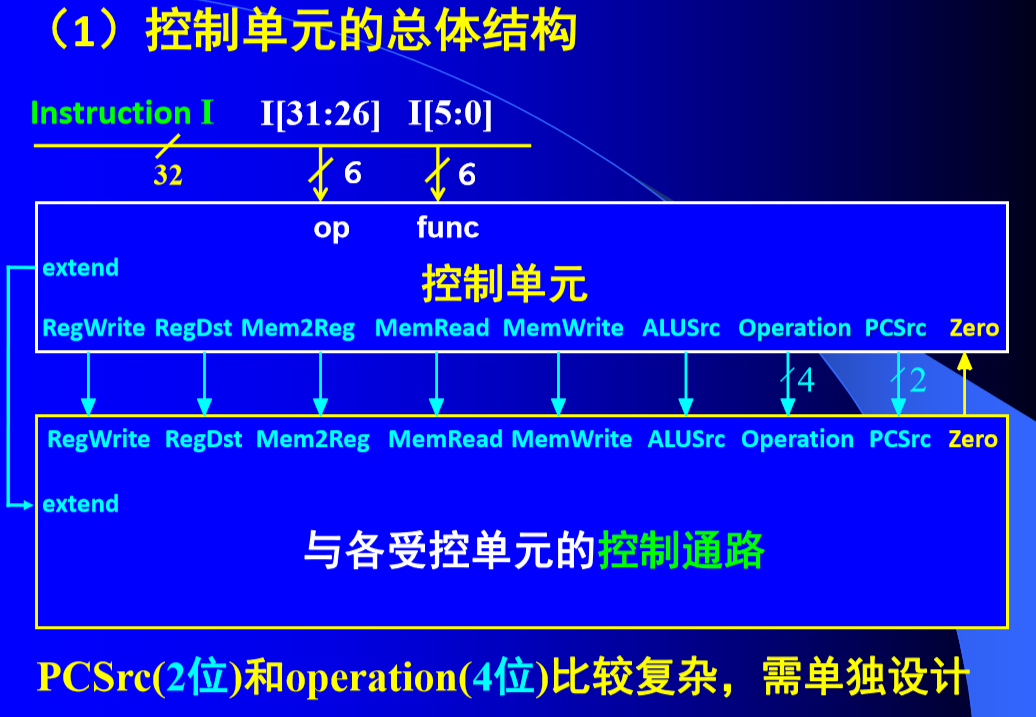 （1）控制单元的总体结构
Instruction I I[31:26] I[5:0]
32 6 6
op func
extend
控制单元
RegWrite RegDst Mem2Reg MemRead MemWrite ALUSrc Operation PCSrc Zero
4 2
RegWrite RegDst Mem2Reg MemRead MemWrite ALUSrc Operation PCSrc Zero
extend
与各受控单元的控制通路
PCSrc(2位)和operation(4位)比较复杂，需单独设计